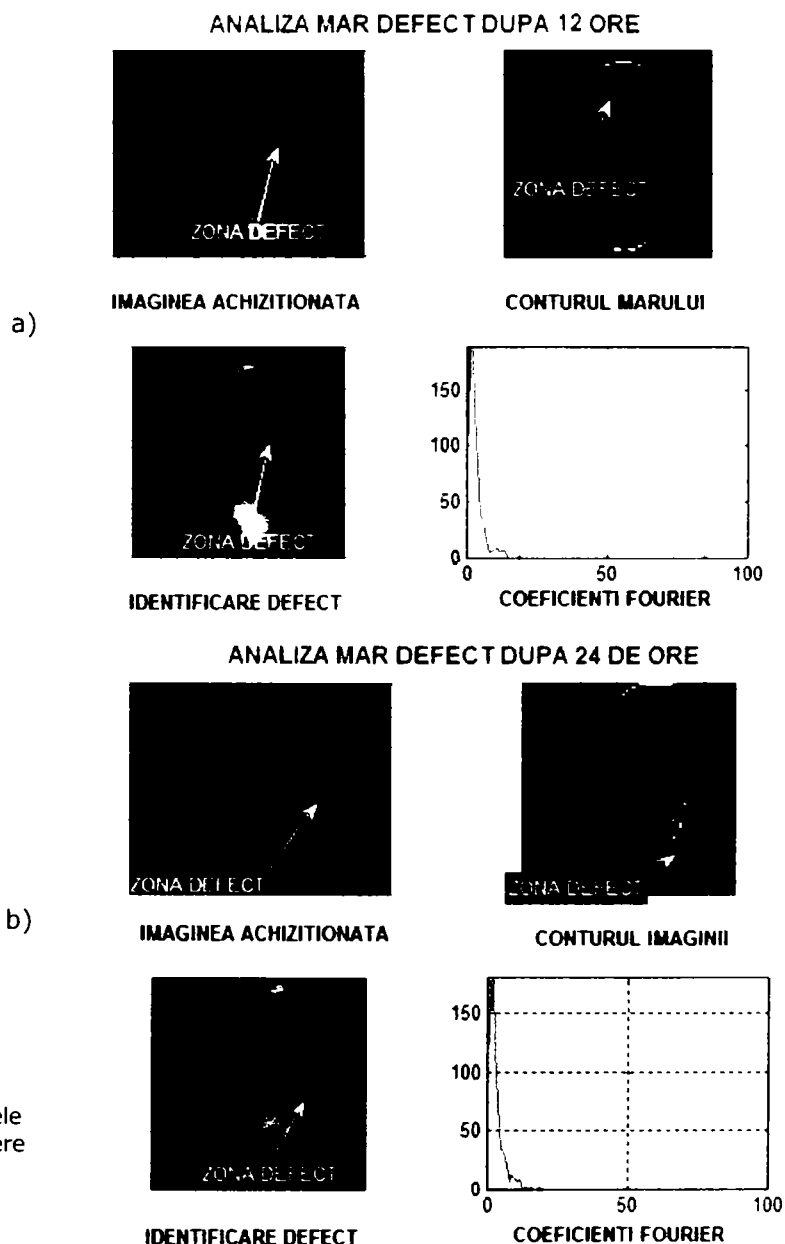 ANALIZA MAR DEFECT DUPA 12 ORE
ZONA DEFECT
ZONA DEFECT
IMAGINEA ACHIZITIONATA
CONTURUL MARULUI
a)
ZONA DEFECT
150
100
50
0
0
50
100
IDENTIFICARE DEFECT
COEFICIENTI FOURIER
ANALIZA MAR DEFECT DUPA 24 DE ORE
ZONA DEFECT
ZONA DEFECT
b)
IMAGINEA ACHIZITIONATA
CONTURUL IMAGINII
ele
ere
ZONA DEFECT
150
100
50
0
0
50
100
IDENTIFICARE DEFECT
COEFICIENTI FOURIER